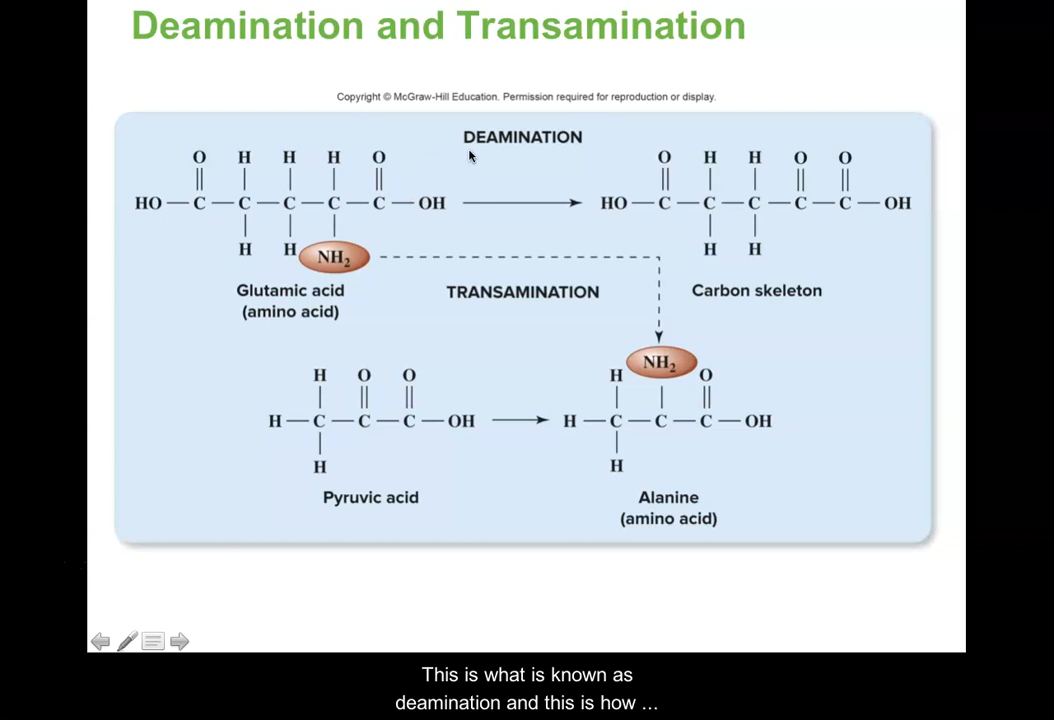 Deamination and Transamination
Copyright © McGraw-Hill Education. Permission required for reproduction or display.
DEAMINATION
O H H H O
HO — C — C — C — C — C — OH
H H NH₂
Glutamic acid
(amino acid)
O H H O O
HO — C — C — C — C — C — OH
H H
Carbon skeleton
TRANSAMINATION
H O O
H — C — C — C — OH
H
Pyruvic acid
H NH₂ O
H — C — C — C — OH
H
Alanine
(amino acid)
This is what is known as
deamination and this is how ...